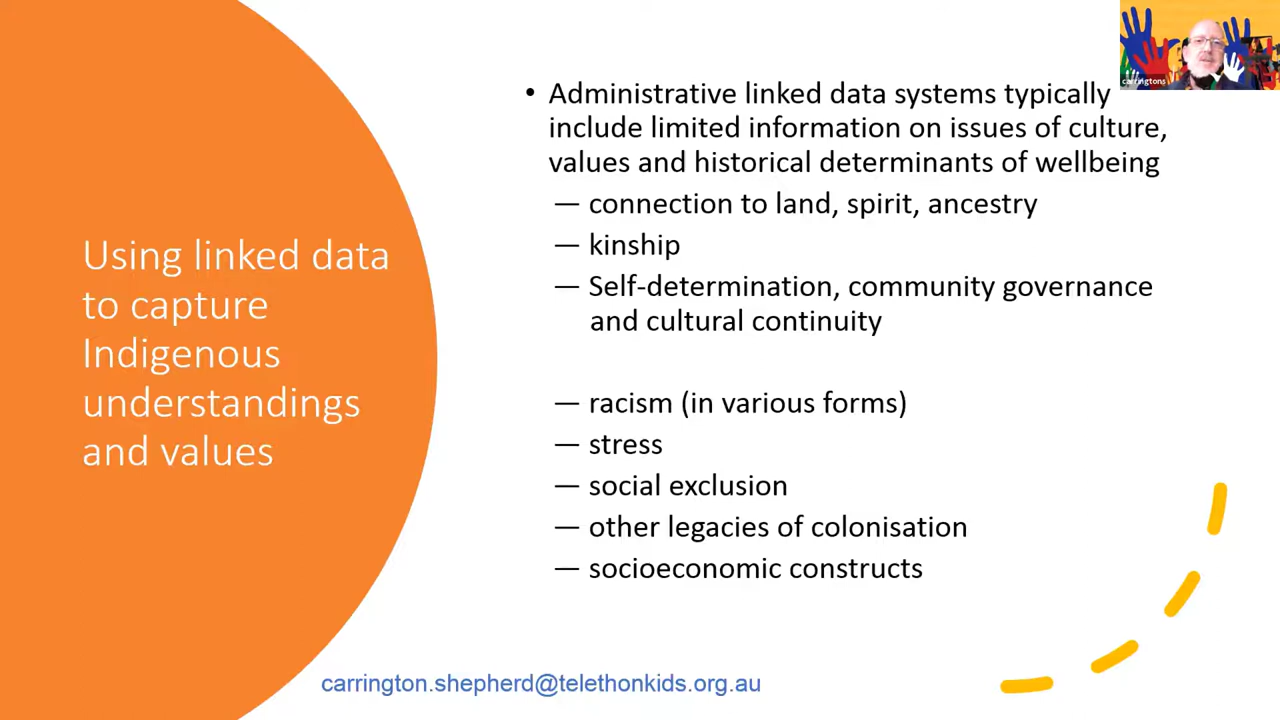 carringtons
Using linked data
to capture
Indigenous
understandings
and values
• Administrative linked data systems typically
include limited information on issues of culture,
values and historical determinants of wellbeing
— connection to land, spirit, ancestry
— kinship
— Self-determination, community governance
and cultural continuity
— racism (in various forms)
— stress
— social exclusion
— other legacies of colonisation
— socioeconomic constructs
carrington.shepherd@telethonkids.org.au